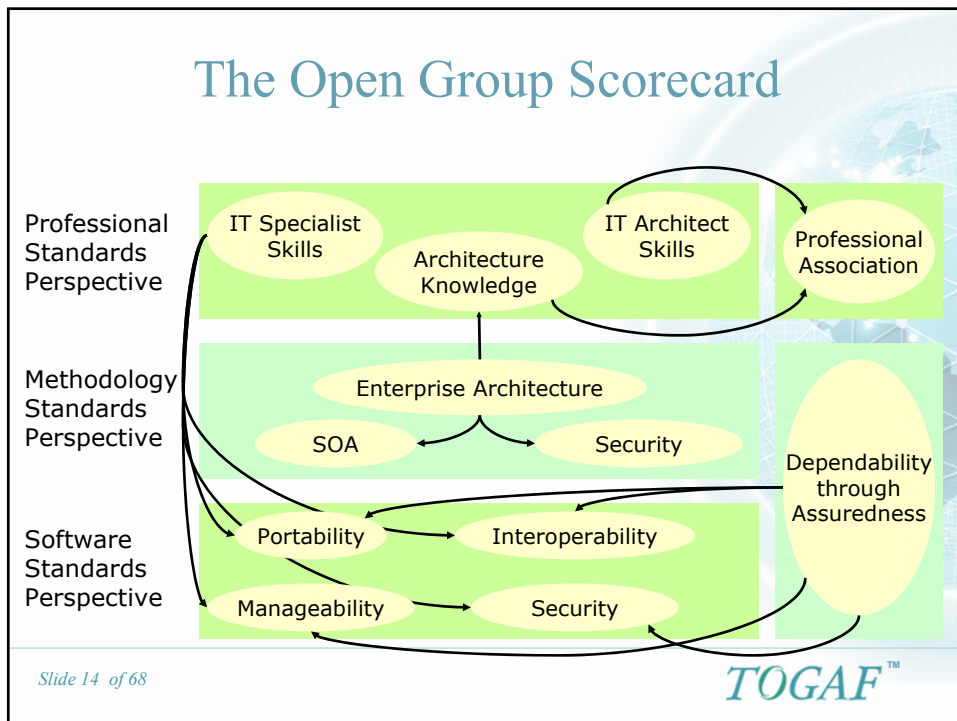 The Open Group Scorecard
Professional
Standards
Perspective
IT Specialist
Skills
Architecture
Knowledge
IT Architect
Skills
Professional
Association
Methodology
Standards
Perspective
Enterprise Architecture
SOA
Security
Dependability
through
Assuredness
Software
Standards
Perspective
Portability
Interoperability
Manageability
Security
Slide 14 of 68
TOGAF™